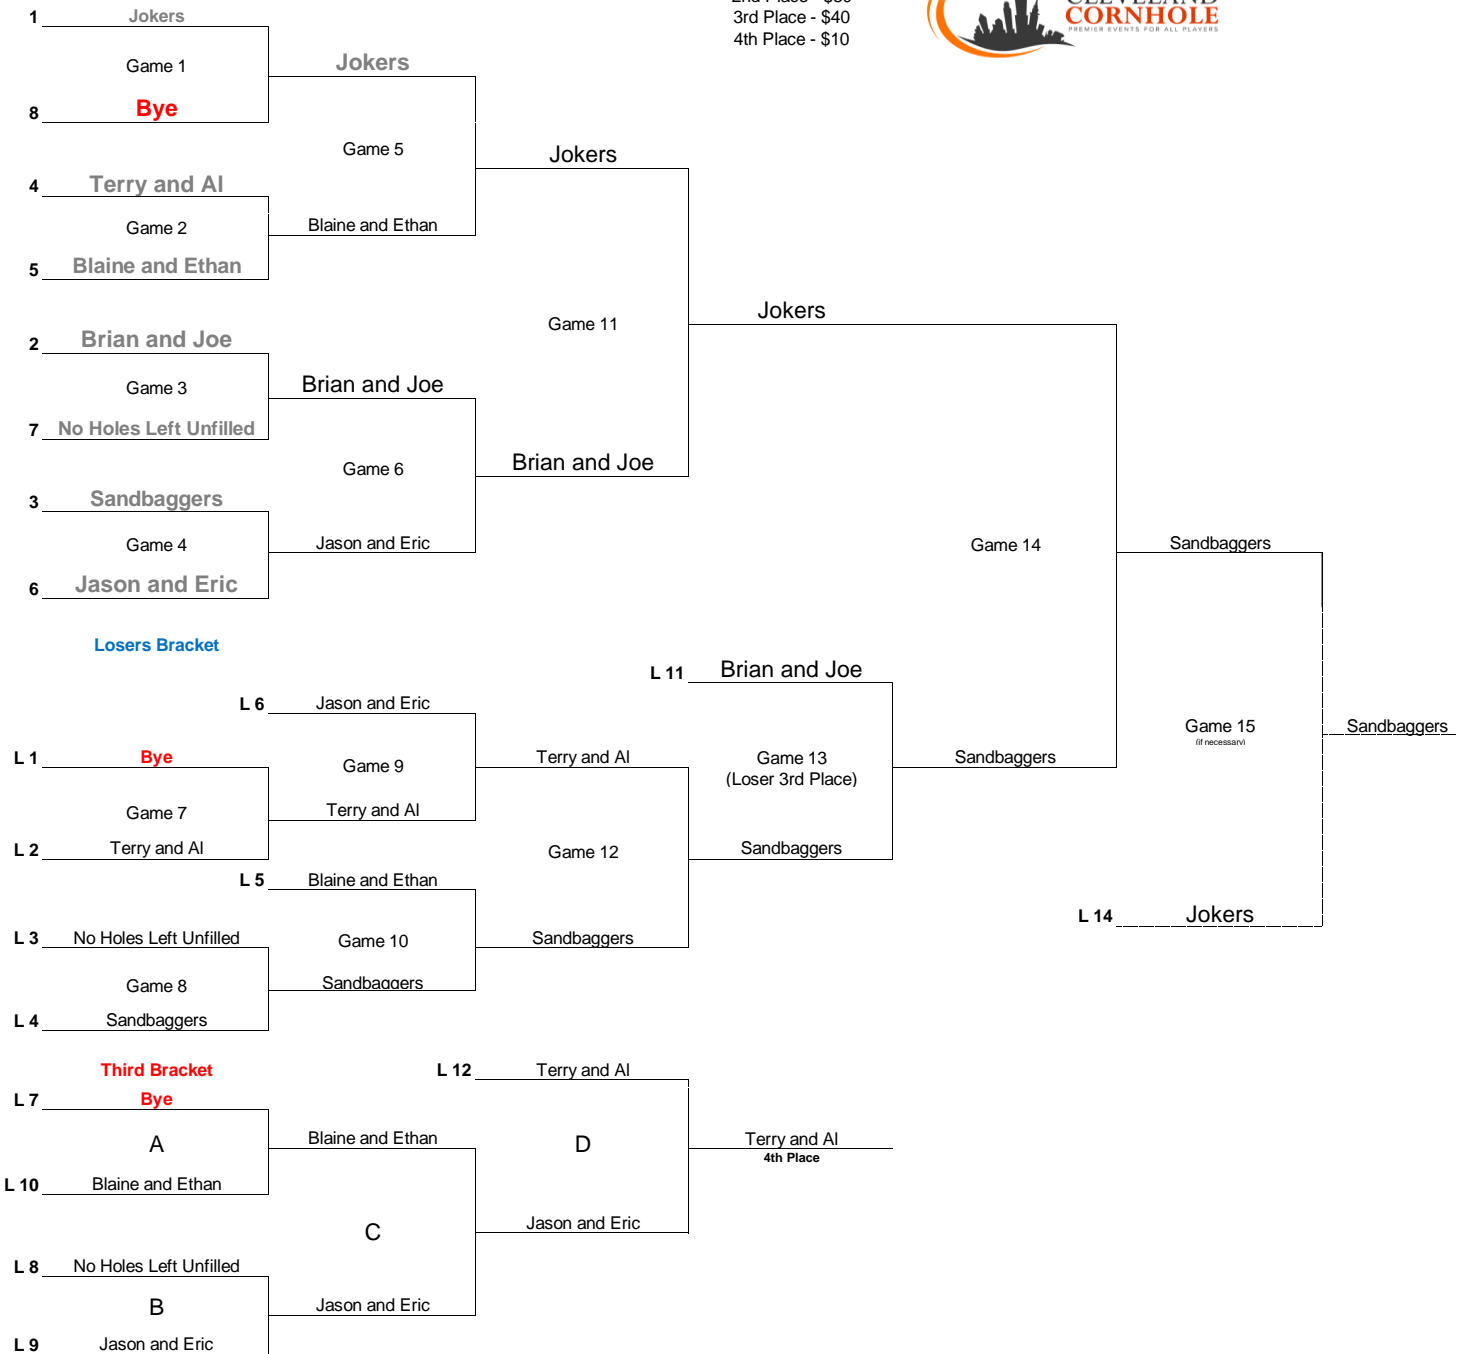 3rd Place - $40
4th Place - $10
CORNHOLE
PREMIER EVENTS FOR ALL PLAYERS
1 Jokers
Game 1
Jokers
8 Bye
Game 5
Jokers
4 Terry and Al
Game 2
Blaine and Ethan
5 Blaine and Ethan
Game 11
Jokers
2 Brian and Joe
Game 3
Brian and Joe
7 No Holes Left Unfilled
Game 6
Brian and Joe
3 Sandbaggers
Game 4
Jason and Eric
Game 14
Sandbaggers
6 Jason and Eric
Losers Bracket
L 11 Brian and Joe
L 6 Jason and Eric
L 1 Bye
Game 9
Terry and Al
Game 13
(Loser 3rd Place)
Sandbaggers
Game 15
(if necessary)
Sandbaggers
Game 7
Terry and Al
L 2 Terry and Al
Game 12
Sandbaggers
L 5 Blaine and Ethan
L 14 Jokers
L 3 No Holes Left Unfilled
Game 10
Sandbaggers
Game 8
Sandbaggers
L 4 Sandbaggers
Third Bracket
L 12 Terry and Al
L 7 Bye
A
Blaine and Ethan
D
Terry and Al
4th Place
L 10 Blaine and Ethan
C
Jason and Eric
L 8 No Holes Left Unfilled
B
Jason and Eric
L 9 Jason and Eric